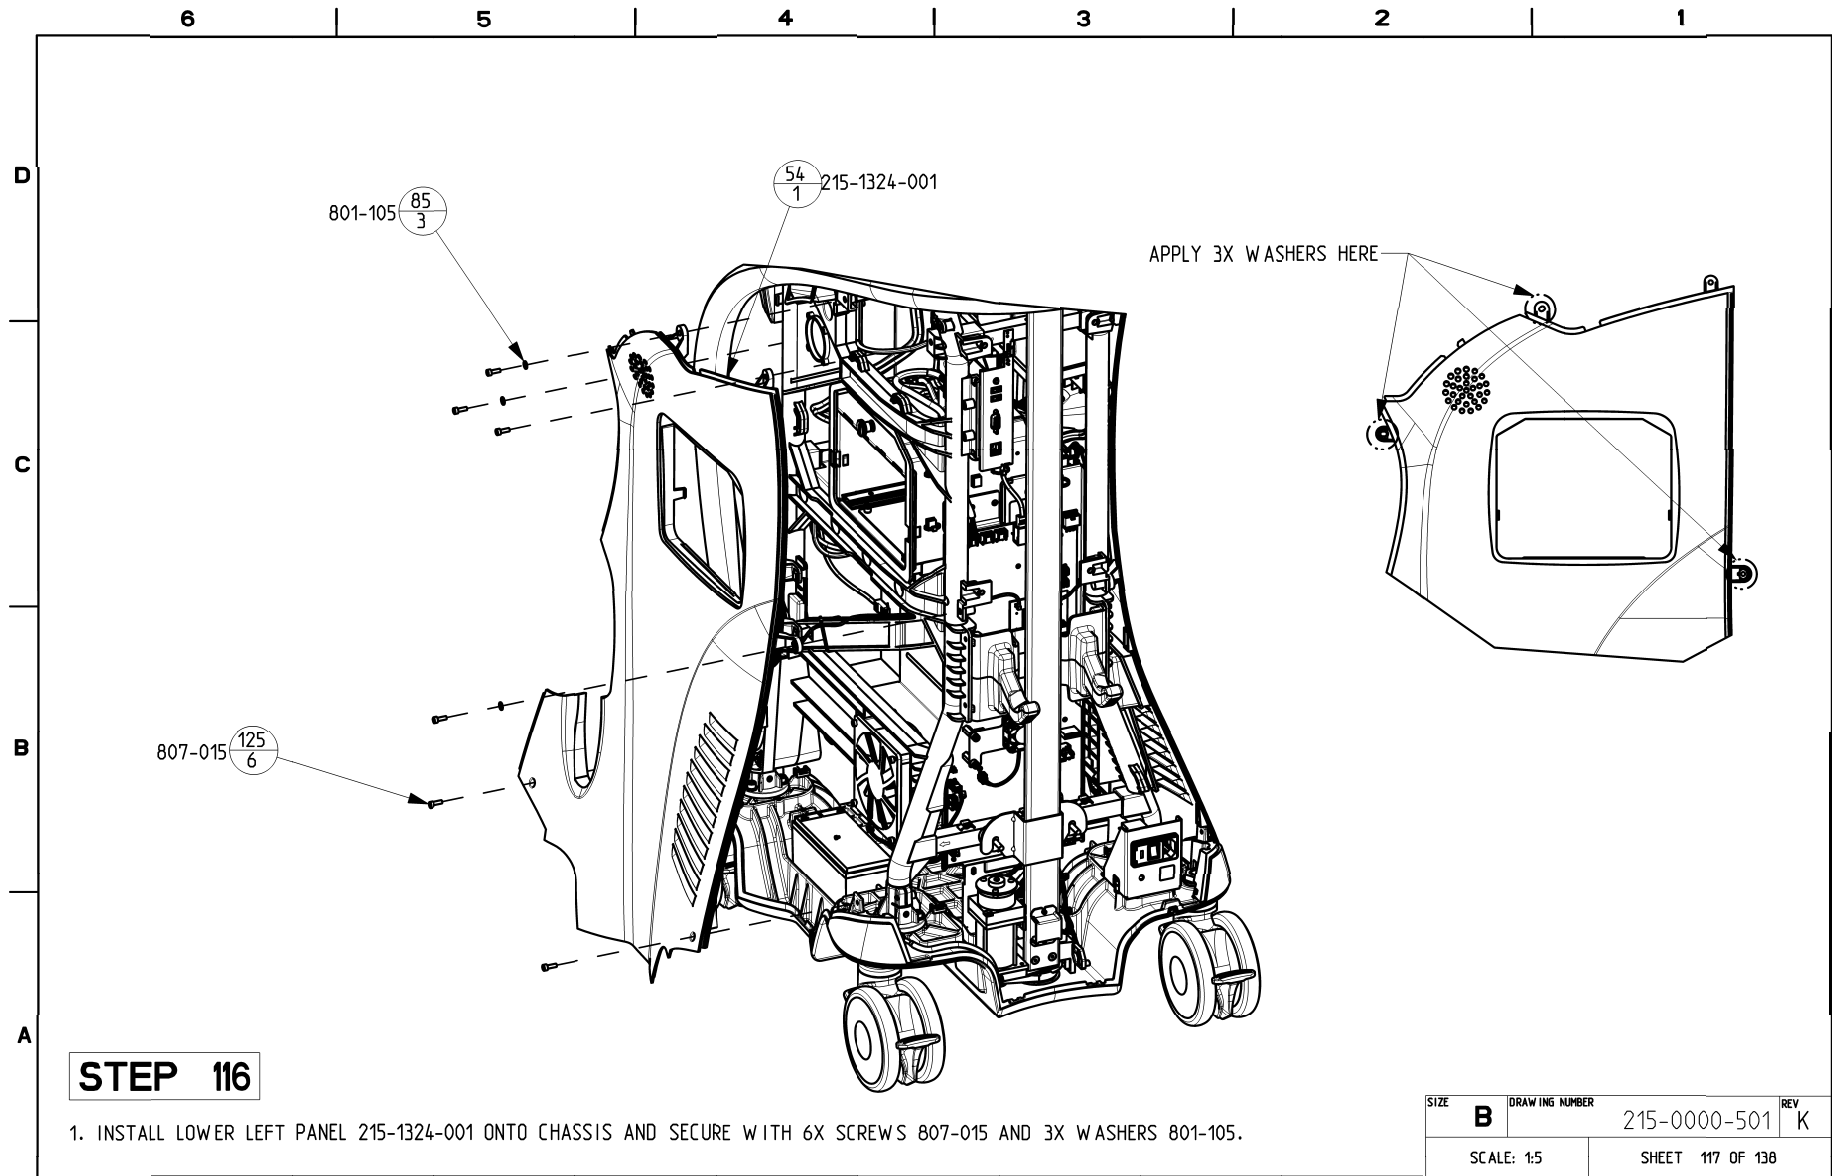 6 5 4 3 2 1
D
C
B
A
54
1
215-1324-001
801-105
85
3
APPLY 3X WASHERS HERE
807-015
125
6
STEP 116
1. INSTALL LOWER LEFT PANEL 215-1324-001 ONTO CHASSIS AND SECURE WITH 6X SCREWS 807-015 AND 3X WASHERS 801-105.
SIZE
B
DRAWING NUMBER
215-0000-501
REV
K
SCALE: 1:5
SHEET 117 OF 138